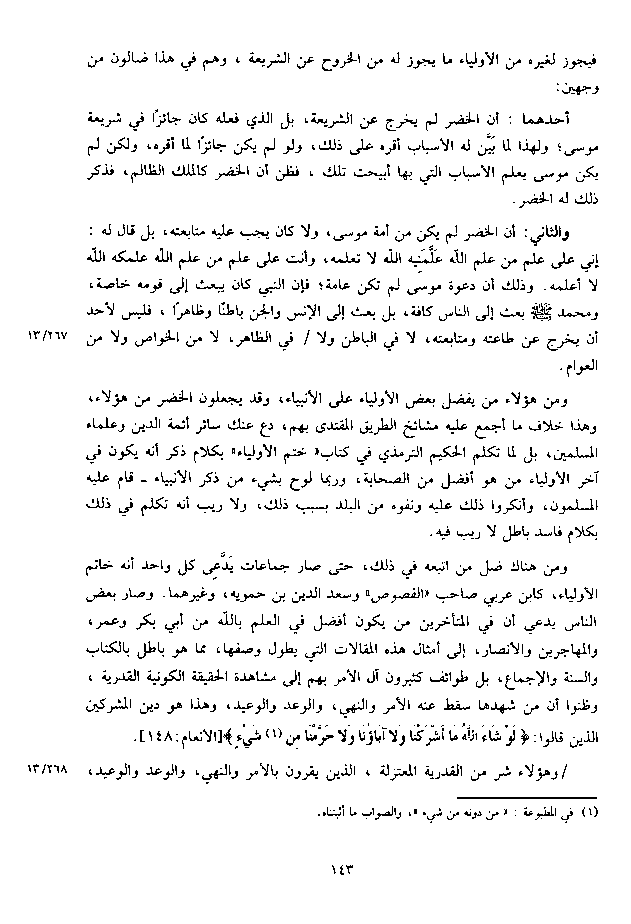 فيجوز لغيره من الأولياء ما يجوز له من الخروج عن الشريعة ، وهم في هذا ضالون من
وجهين:
أحدهما : أن الخضر لم يخرج عن الشريعة، بل الذي فعله كان جائزًا في شريعة
موسى؛ ولهذا لما بَيَّن له الأسباب أقره على ذلك، ولو لم يكن جائزًا لما أقره، ولكن لم
يكن موسى يعلم الأسباب التي بها أبيحت تلك ، فظن أن الخضر كالملك الظالم، فذكر
ذلك له الخضر.
والثاني: أن الخضر لم يكن من أمة موسى، ولا كان يجب عليه متابعته، بل قال له :
إني على علم من علم الله عَلَّمَنِيه الله لا تعلمه، وأنت على علم من علم الله علمكه الله
لا أعلمه. وذلك أن دعوة موسى لم تكن عامة؛ فإن النبي كان يبعث إلى قومه خاصة،
ومحمد ﷺ بعث إلى الناس كافة، بل بعث إلى الإنس والجن باطنًا وظاهرًا ، فليس لأحد
أن يخرج عن طاعته ومتابعته، لا في الباطن ولا / في الظاهر، لا من الخواص ولا من
١٣/٢٦٧
العوام.
ومن هؤلاء من يفضل بعض الأولياء على الأنبياء، وقد يجعلون الخضر من هؤلاء،
وهذا خلاف ما أجمع عليه مشائخ الطريق المقتدى بهم، دع عنك سائر أئمة الدين وعلماء
المسلمين، بل لما تكلم الحكيم الترمذي في كتاب« ختم الأولياء» بكلام ذكر أنه يكون في
آخر الأولياء من هو أفضل من الصحابة، وربما لوح بشيء من ذكر الأنبياء ـ قام عليه
المسلمون، وأنكروا ذلك عليه ونفوه من البلد بسبب ذلك، ولا ريب أنه تكلم في ذلك
بكلام فاسد باطل لا ريب فيه.
ومن هناك ضل من اتبعه في ذلك، حتى صار جماعات يَدَّعِي كل واحد أنه خاتم
الأولياء، كابن عربي صاحب «الفصوص» وسعد الدين بن حمويه، وغيرهما. وصار بعض
الناس يدعي أن في المتأخرين من يكون أفضل في العلم بالله من أبي بكر وعمر،
والمهاجرين والأنصار، إلى أمثال هذه المقالات التي يطول وصفها، مما هو باطل بالكتاب
والسنة والإجماع، بل طوائف كثيرون آل الأمر بهم إلى مشاهدة الحقيقة الكونية القدرية ،
وظنوا أن من شهدها سقط عنه الأمر والنهي، والوعد والوعيد، وهذا هو دين المشركين
الذين قالوا: ﴿ لَوْ شَاءَ اللَّهُ مَا أَشْرَكْنَا وَلَا آبَاؤُنَا وَلَا حَرَّمْنَا مِن (١) شَيْءٍ ﴾[الأنعام: ١٤٨].
/ وهؤلاء شر من القدرية المعتزلة ، الذين يقرون بالأمر والنهي، والوعد والوعيد،
١٣/٢٦٨
(١) في المطبوعة : « من دونه من شيء »، والصواب ما أثبتناه.
١٤٣